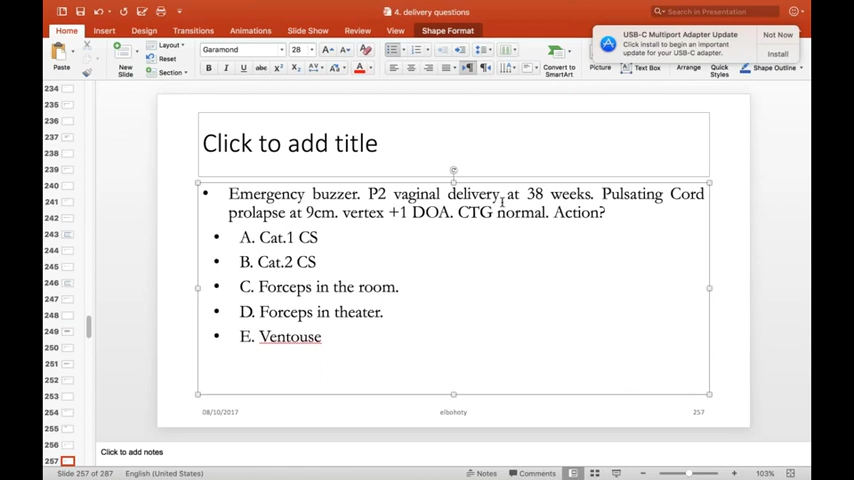 4. delivery questions
Search in Presentation
Home Insert Design Transitions Animations Slide Show Review View Shape Format
USB-C Multiport Adapter Update
Click install to begin an important update for your USB-C adapter.
Not Now
Install
Paste
New Slide
Layout
Reset
Section
Garamond 28
Convert to SmartArt
Picture
Text Box
Arrange
Quick Styles
Shape Outline
234
235
236
237
238
239
240
241
242
243
244
245
246
247
248
249
250
251
252
253
254
255
456
257
Click to add title
• Emergency buzzer. P2 vaginal delivery at 38 weeks. Pulsating Cord
prolapse at 9cm. vertex +1 DOA. CTG normal. Action?
• A. Cat.1 CS
• B. Cat.2 CS
• C. Forceps in the room.
• D. Forceps in theater.
• E. Ventouse
08/10/2017 elbohoty 257
Click to add notes
Slide 257 of 287 English (United States) Notes Comments 103%